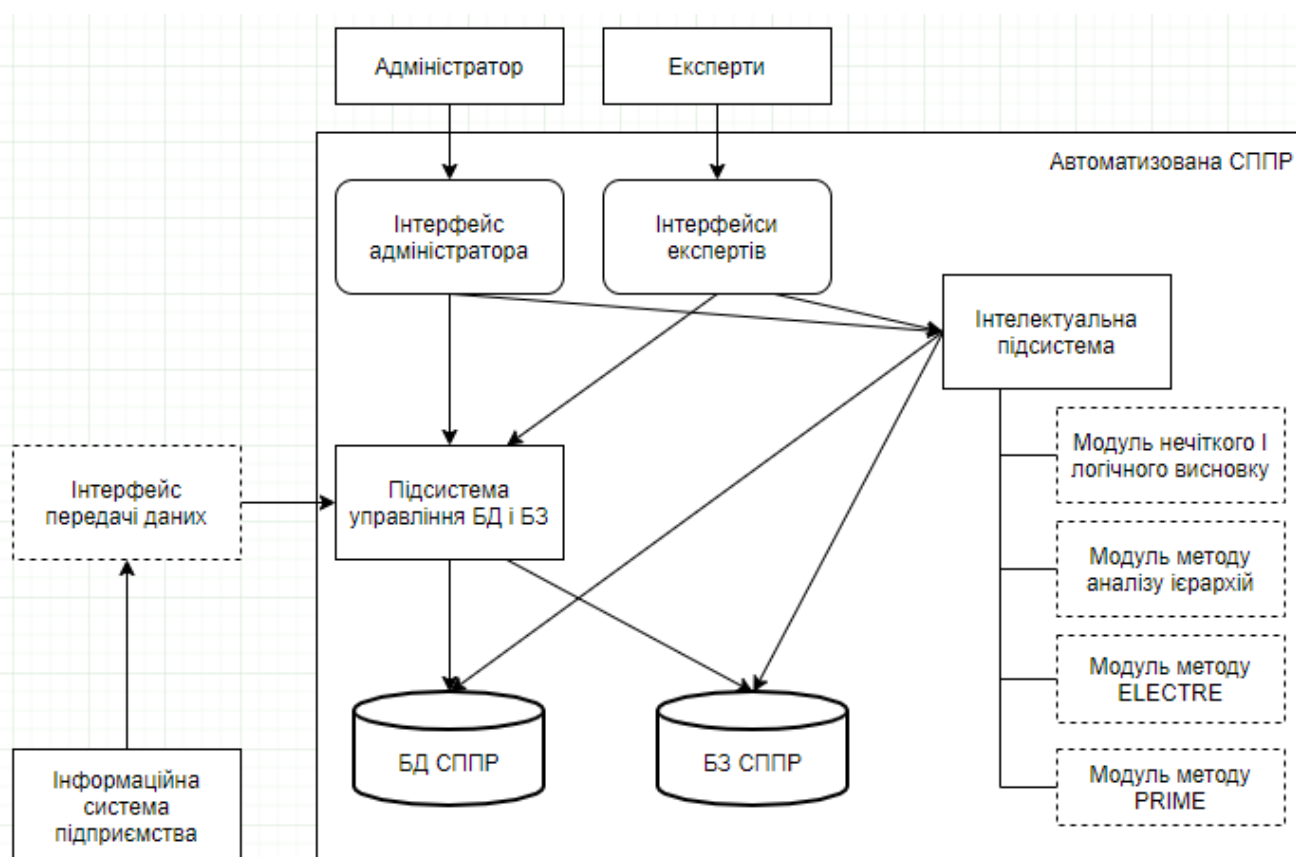 Адміністратор
Експерти
Автоматизована СППР
Інтерфейс
адміністратора
Інтерфейси
експертів
Інтелектуальна
підсистема
Модуль нечіткого І
логічного висновку
Інтерфейс
передачі даних
Підсистема
управління БД і БЗ
Модуль методу
аналізу ієрархій
Модуль методу
ELECTRE
БД СППР
БЗ СППР
Модуль методу
PRIME
Інформаційна
система
підприємства